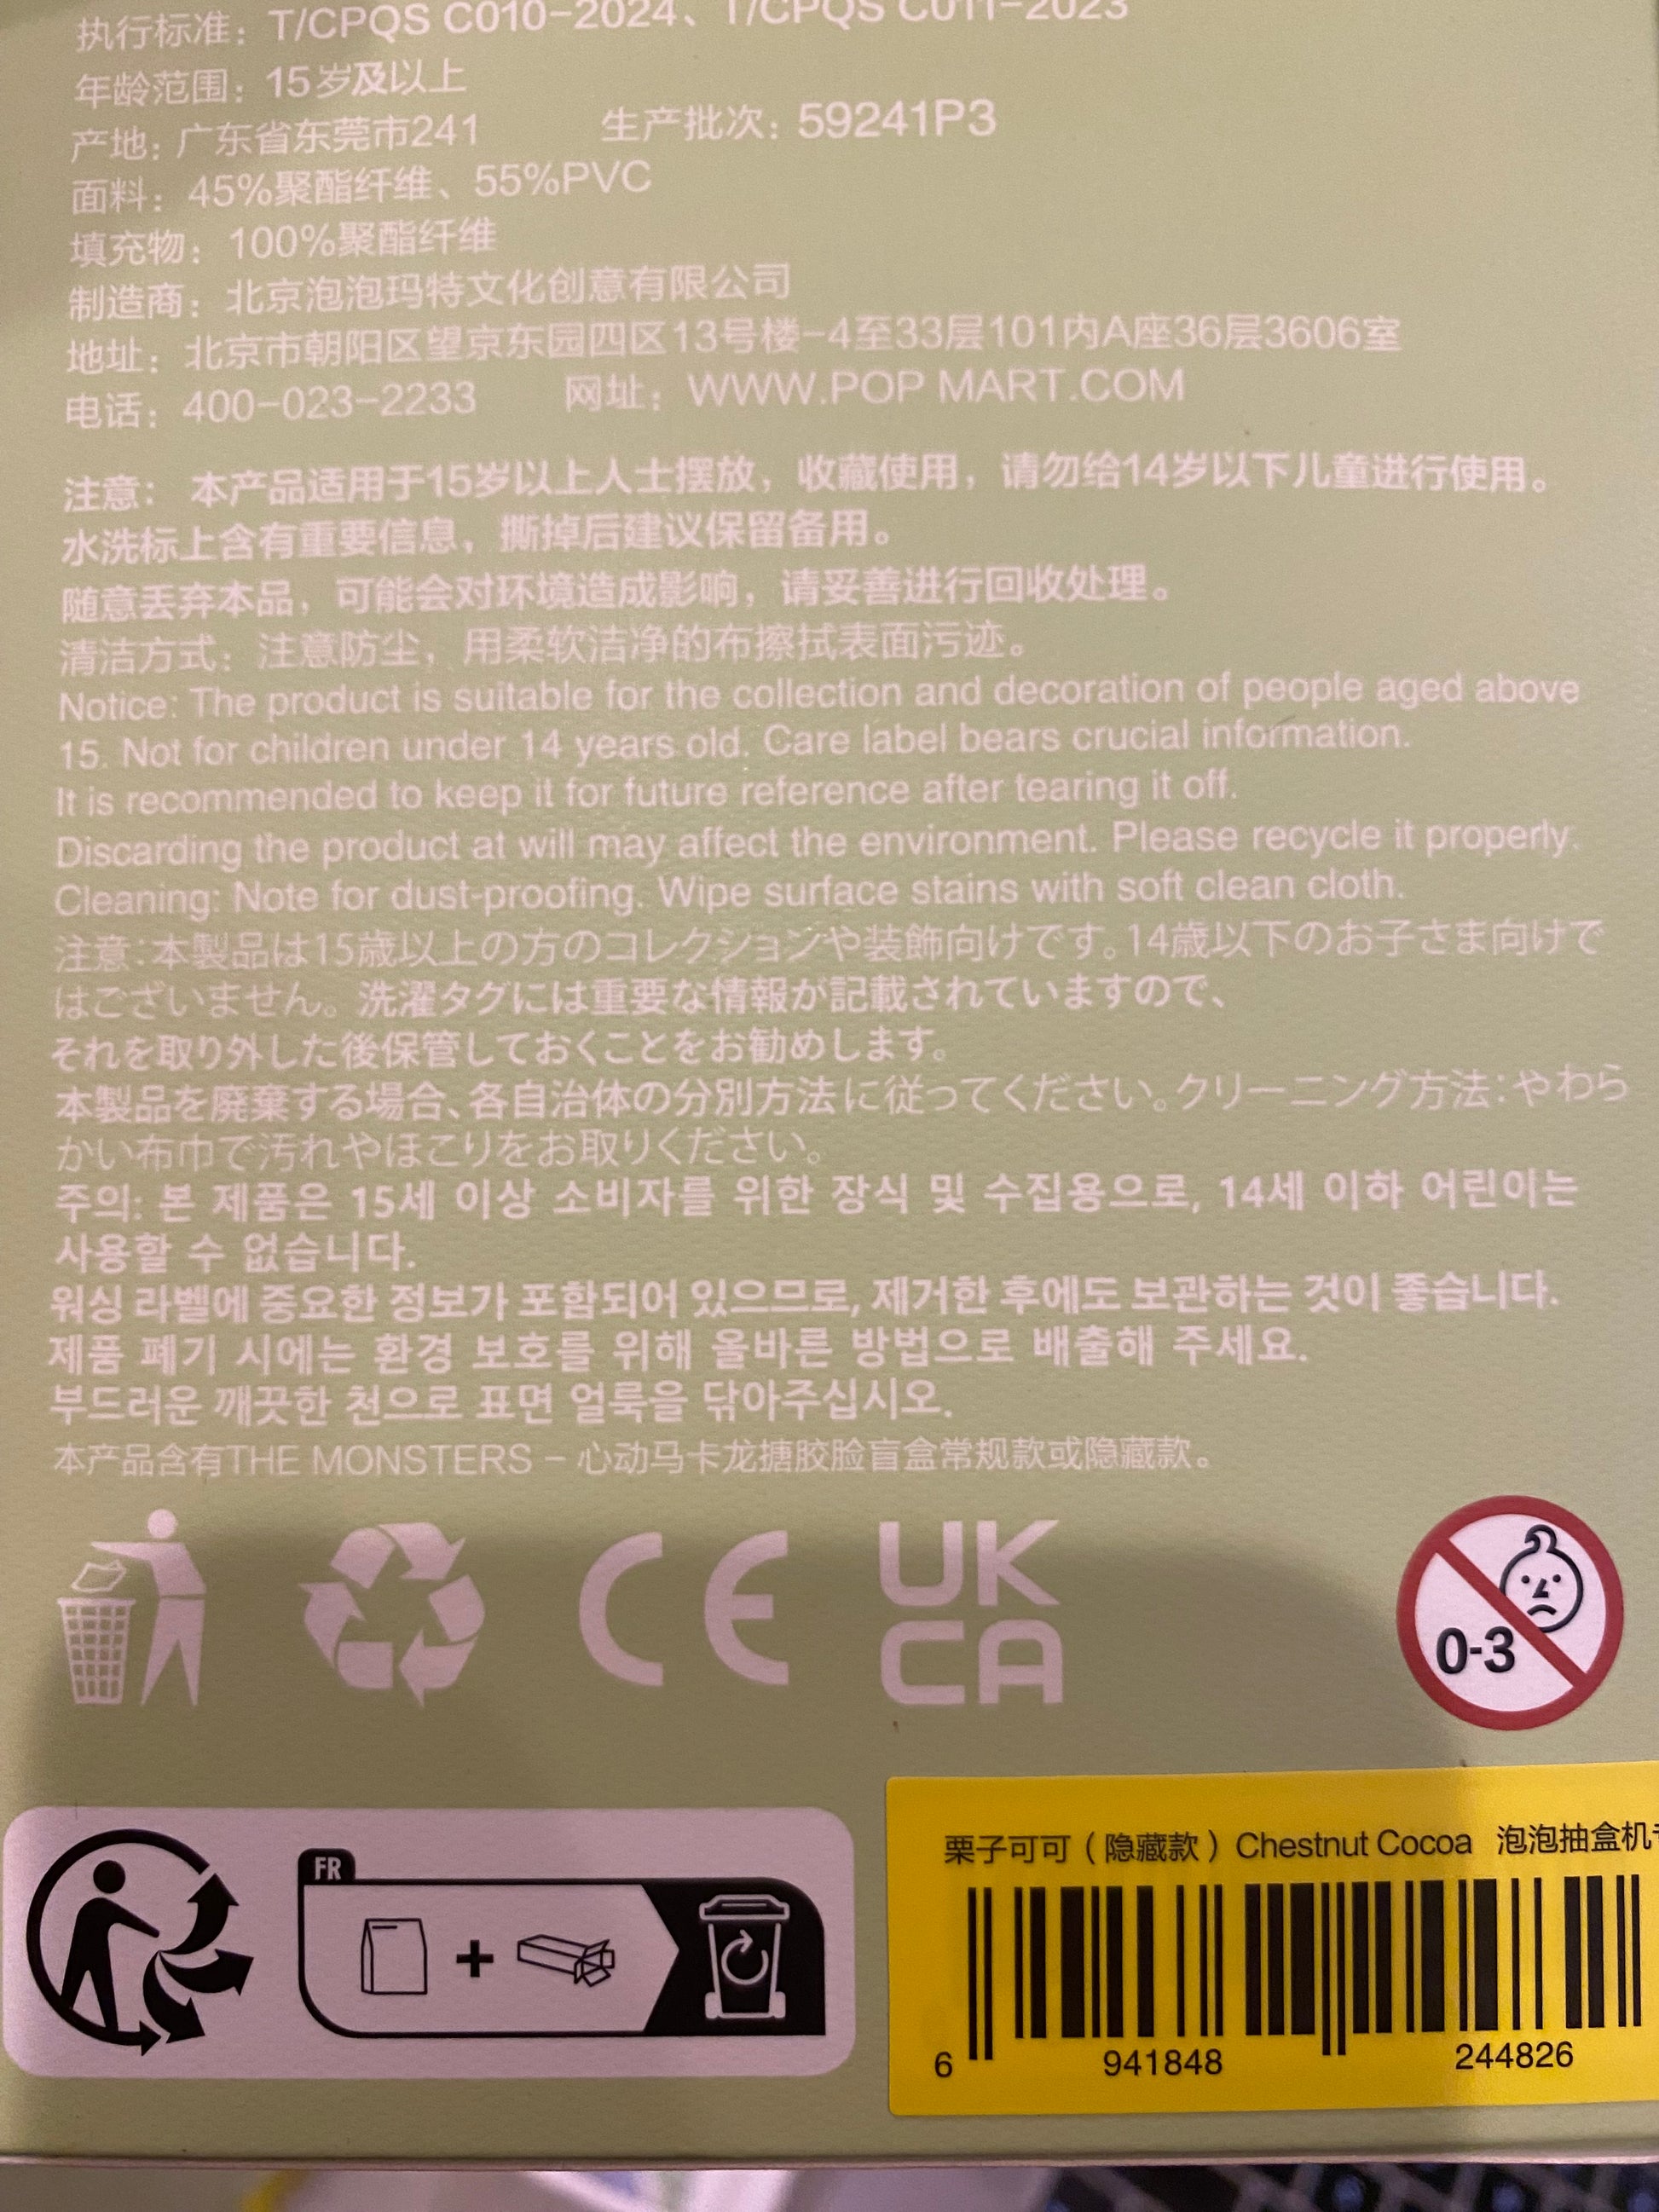 执行标准：T/CPQS C010-2024、T/CPQS C011-2023
年龄范围：15岁及以上
产地：广东省东莞市241 生产批次：59241P3
面料：45%聚酯纤维、55%PVC
填充物：100%聚酯纤维
制造商：北京泡泡玛特文化创意有限公司
地址：北京市朝阳区望京东园四区13号楼-4至33层101内A座36层3606室
电话：400-023-2233 网址：WWW.POP MART.COM
注意： 本产品适用于15岁以上人士摆放，收藏使用，请勿给14岁以下儿童进行使用。
水洗标上含有重要信息，撕掉后建议保留备用。
随意丢弃本品，可能会对环境造成影响，请妥善进行回收处理。
清洁方式：注意防尘，用柔软洁净的布擦拭表面污迹。
Notice: The product is suitable for the collection and decoration of people aged above
15. Not for children under 14 years old. Care label bears crucial information.
It is recommended to keep it for future reference after tearing it off.
Discarding the product at will may affect the environment. Please recycle it properly.
Cleaning: Note for dust-proofing. Wipe surface stains with soft clean cloth.
注意：本製品は15歳以上の方のコレクションや装飾向けです。14歳以下のお子さま向けで
はございません。洗濯タグには重要な情報が記載されていますので、
それを取り外した後保管しておくことをお勧めします。
本製品を廃棄する場合、各自治体の分別方法に従ってください。クリーニング方法：やわら
かい布巾で汚れやほこりをお取りください。
주의: 본 제품은 15세 이상 소비자를 위한 장식 및 수집용으로, 14세 이하 어린이는
사용할 수 없습니다.
워싱 라벨에 중요한 정보가 포함되어 있으므로, 제거한 후에도 보관하는 것이 좋습니다.
제품 폐기 시에는 환경 보호를 위해 올바른 방법으로 배출해 주세요.
부드러운 깨끗한 천으로 표면 얼룩을 닦아주십시오.
本产品含有THE MONSTERS - 心动马卡龙搪胶脸盲盒常规款或隐藏款。
CE
UK
CA
0-3
FR
栗子可可（隐藏款）Chestnut Cocoa 泡泡抽盒机
6 941848 244826